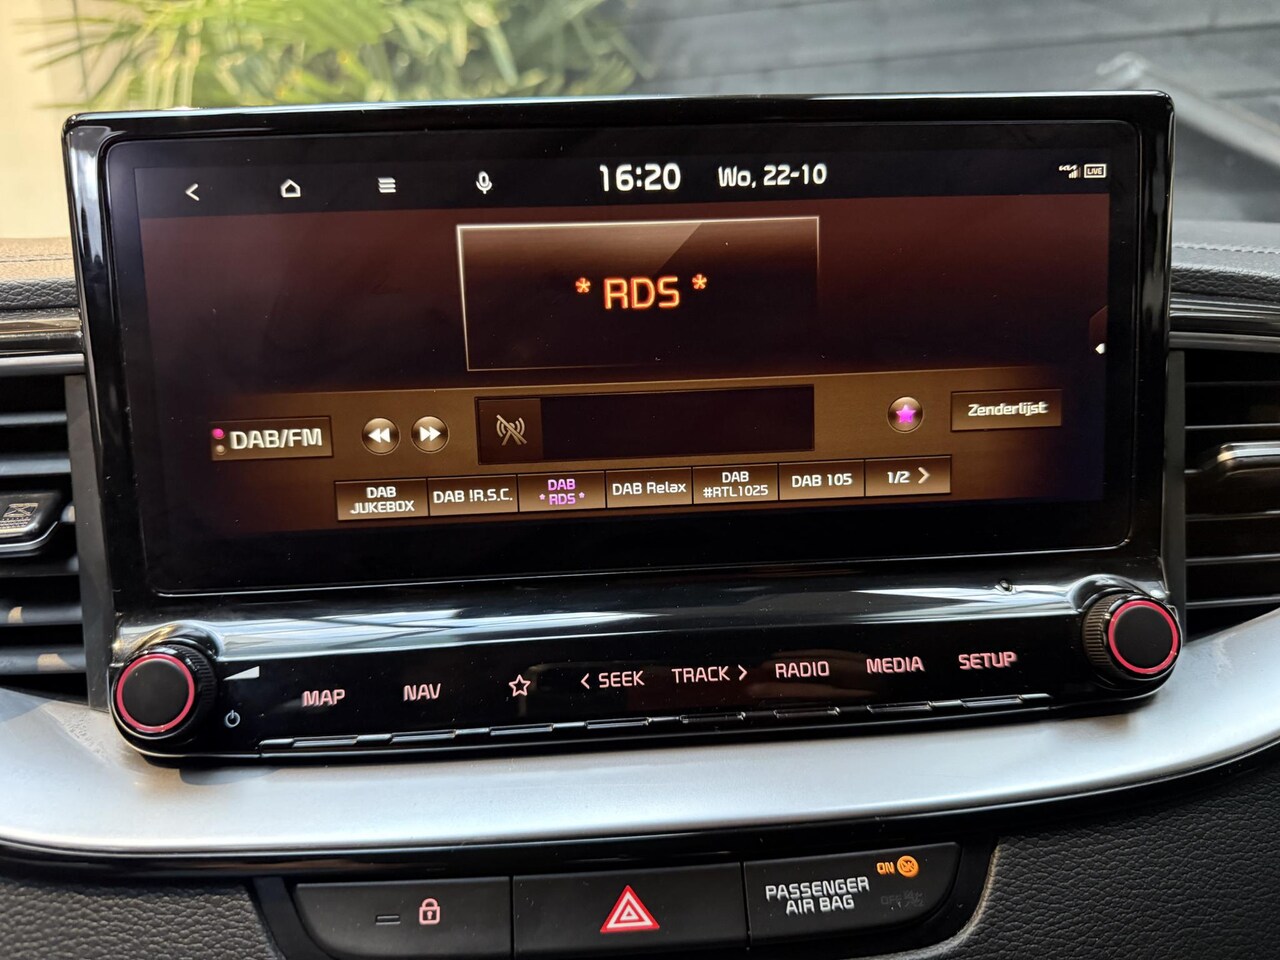 16:20 Wo, 22-10 LIVE
* RDS *
DAB/FM
Zenderlijst
DAB
JUKEBOX
DAB !R.S.C.
DAB
* RDS *
DAB Relax
DAB
#RTL1025
DAB 105
1/2 >
MAP NAV < SEEK TRACK > RADIO MEDIA SETUP
PASSENGER
AIR BAG
ON